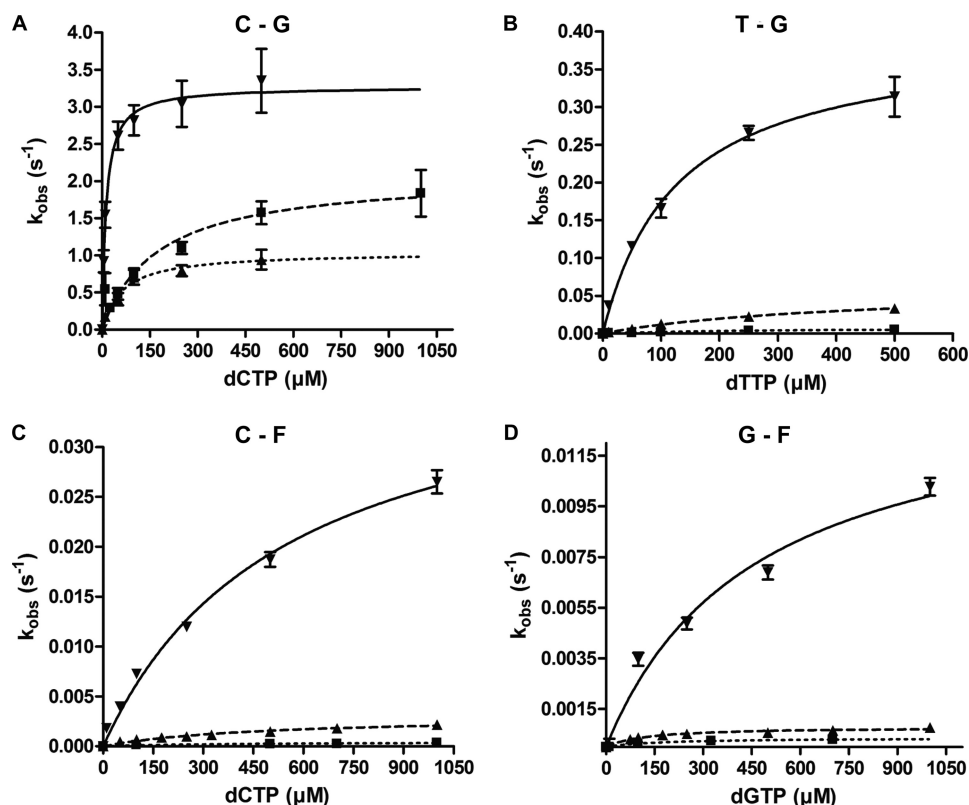 A
C - G
4.0
3.5
3.0
2.5
2.0
1.5
1.0
0.5
0.0
kobs (s-1)
0 150 300 450 600 750 900 1050
dCTP (µM)
B
T - G
0.40
0.35
0.30
0.25
0.20
0.15
0.10
0.05
0.00
kobs (s-1)
0 100 200 300 400 500 600
dTTP (µM)
C
C - F
0.030
0.025
0.020
0.015
0.010
0.005
0.000
kobs (s-1)
0 150 300 450 600 750 900 1050
dCTP (µM)
D
G - F
0.0115
0.0095
0.0075
0.0055
0.0035
0.0015
kobs (s-1)
0 150 300 450 600 750 900 1050
dGTP (µM)